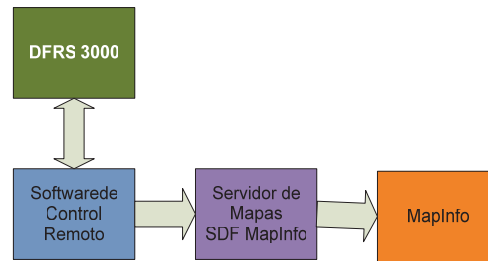 DFRS 3000
Softwarede
Control
Remoto
Servidor de
Mapas
SDF MapInfo
MapInfo